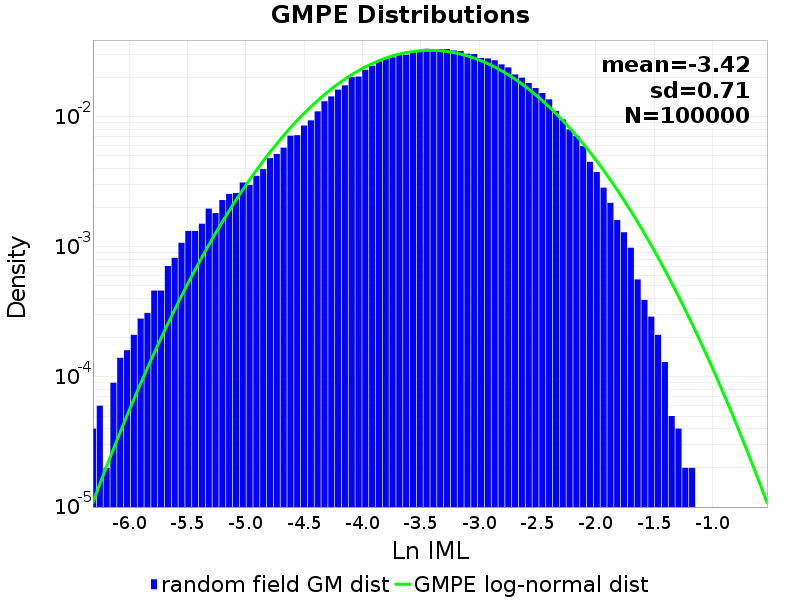 GMPE Distributions
mean=-3.42
sd=0.71
N=100000
10-2
10-3
10-4
10-5
Density
-6.0 -5.5 -5.0 -4.5 -4.0 -3.5 -3.0 -2.5 -2.0 -1.5 -1.0
Ln IML
random field GM dist GMPE log-normal dist